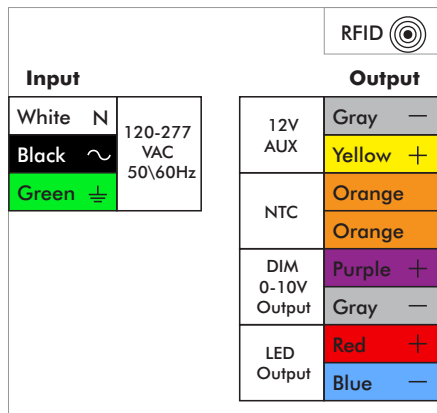 RFID
Input
White N
Black
Green
120-277
VAC
50\60Hz
Output
12V
AUX
Gray —
Yellow +
NTC
Orange
Orange
DIM
0-10V
Output
Purple +
Gray —
LED
Output
Red +
Blue —